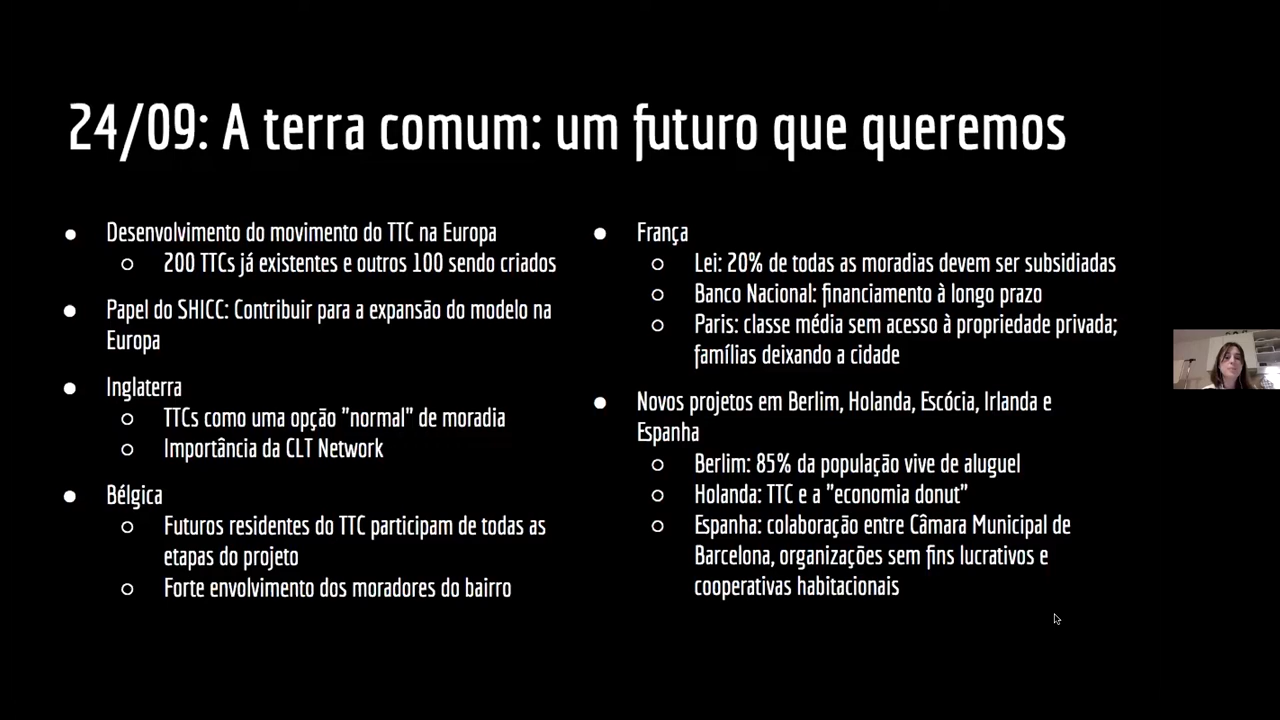 24/09: A terra comum: um futuro que queremos
● Desenvolvimento do movimento do TTC na Europa
○ 200 TTCs já existentes e outros 100 sendo criados
● Papel do SHICC: Contribuir para a expansão do modelo na
Europa
● Inglaterra
○ TTCs como uma opção "normal" de moradia
○ Importância da CLT Network
● Bélgica
○ Futuros residentes do TTC participam de todas as
etapas do projeto
○ Forte envolvimento dos moradores do bairro
● França
○ Lei: 20% de todas as moradias devem ser subsidiadas
○ Banco Nacional: financiamento à longo prazo
○ Paris: classe média sem acesso à propriedade privada;
famílias deixando a cidade
● Novos projetos em Berlim, Holanda, Escócia, Irlanda e
Espanha
○ Berlim: 85% da população vive de aluguel
○ Holanda: TTC e a "economia donut"
○ Espanha: colaboração entre Câmara Municipal de
Barcelona, organizações sem fins lucrativos e
cooperativas habitacionais